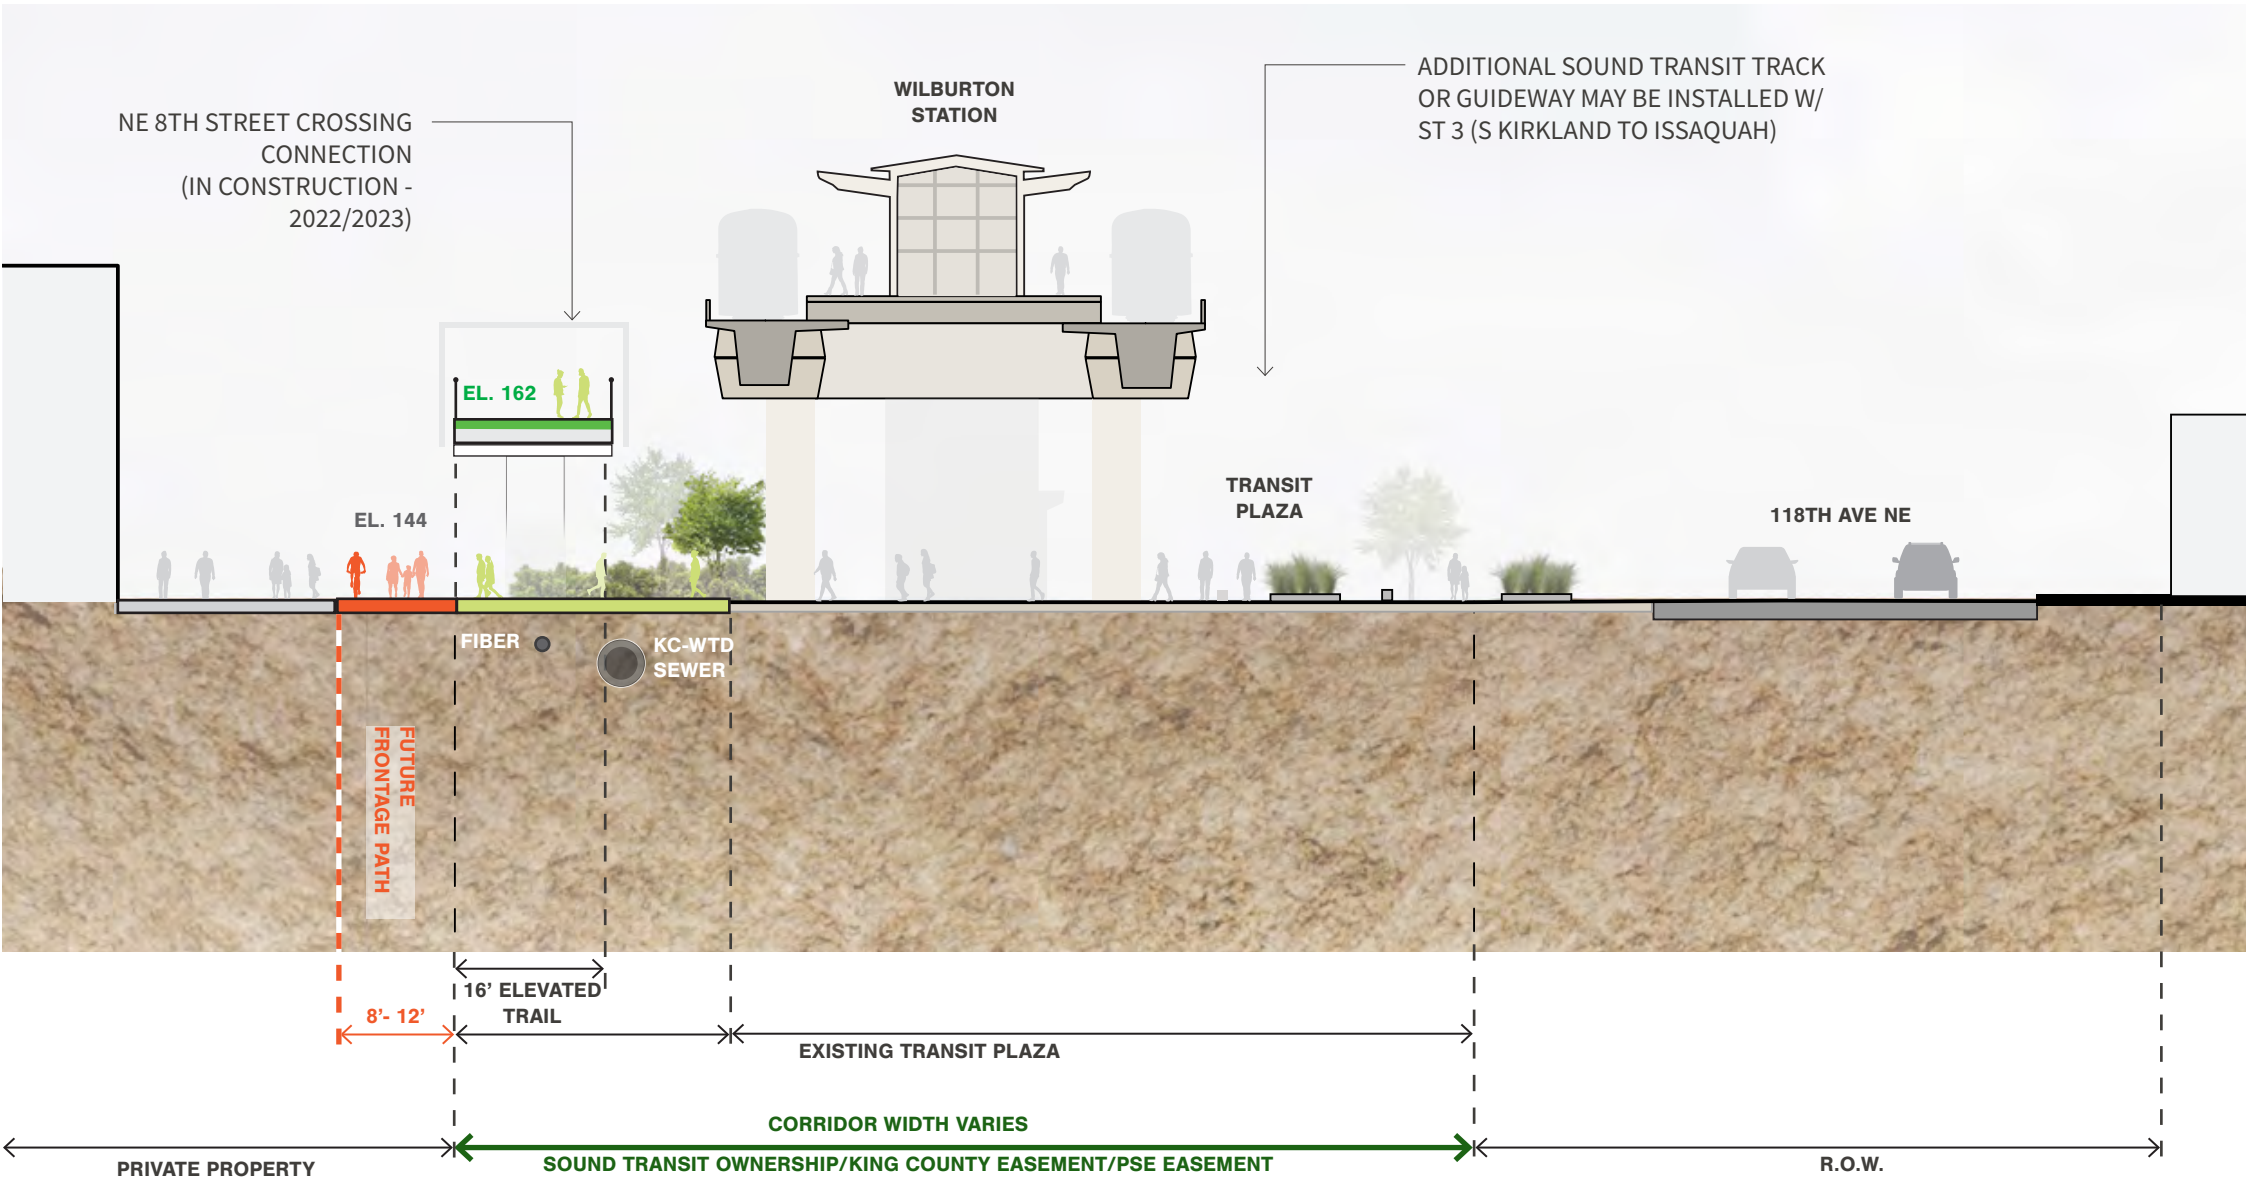 NE 8TH STREET CROSSING
CONNECTION
(IN CONSTRUCTION -
2022/2023)
WILBURTON
STATION
ADDITIONAL SOUND TRANSIT TRACK
OR GUIDEWAY MAY BE INSTALLED W/
ST 3 (S KIRKLAND TO ISSAQUAH)
EL. 162
EL. 144
TRANSIT
PLAZA
118TH AVE NE
FIBER
KC-WTD
SEWER
FUTURE
FRONTAGE PATH
16’ ELEVATED
TRAIL
8’- 12’
EXISTING TRANSIT PLAZA
CORRIDOR WIDTH VARIES
PRIVATE PROPERTY
SOUND TRANSIT OWNERSHIP/KING COUNTY EASEMENT/PSE EASEMENT
R.O.W.